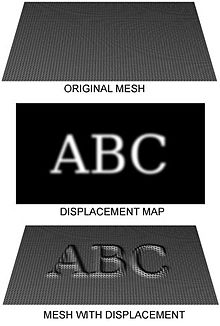 ORIGINAL MESH
ABC
DISPLACEMENT MAP
ABC
MESH WITH DISPLACEMENT